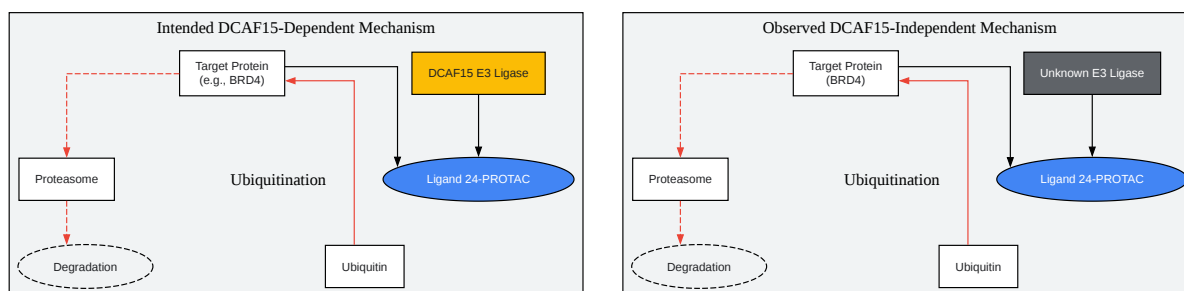 Intended DCAF15-Dependent Mechanism
Target Protein
(e.g., BRD4)
DCAF15 E3 Ligase
Proteasome
Ubiquitination
Ligand 24-PROTAC
Degradation
Ubiquitin
Observed DCAF15-Independent Mechanism
Target Protein
(BRD4)
Unknown E3 Ligase
Proteasome
Ubiquitination
Ligand 24-PROTAC
Degradation
Ubiquitin